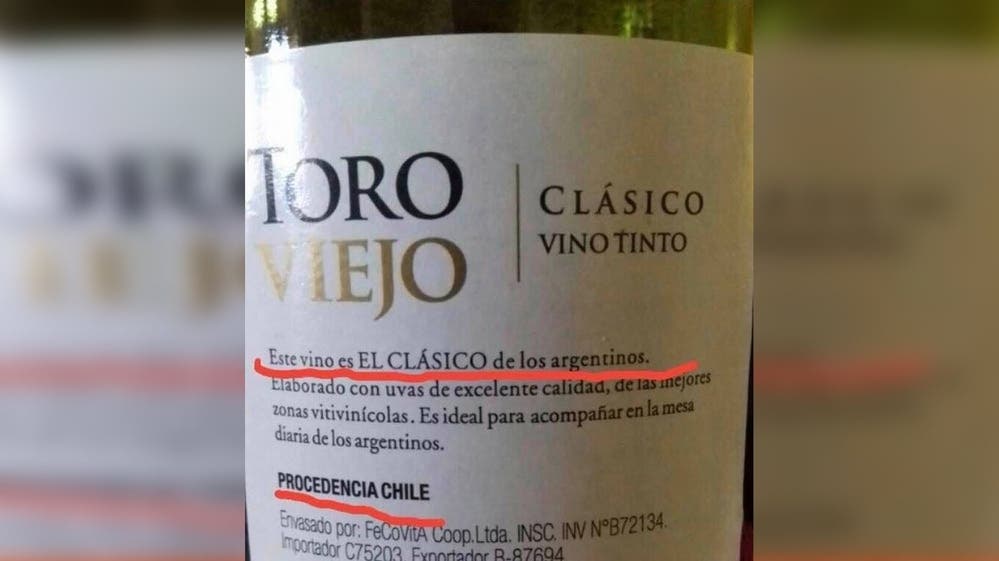 TORO
VIEJO
CLÁSICO
VINO TINTO
Este vino es EL CLÁSICO de los argentinos.
Elaborado con uvas de excelente calidad, de las mejores
zonas vitivinícolas. Es ideal para acompañar en la mesa
diaria de los argentinos.
PROCEDENCIA CHILE
Envasado por: FeCoVitA Coop.Ltda. INSC. INV NºB72134.
Importador C75203. Exportador B-87694